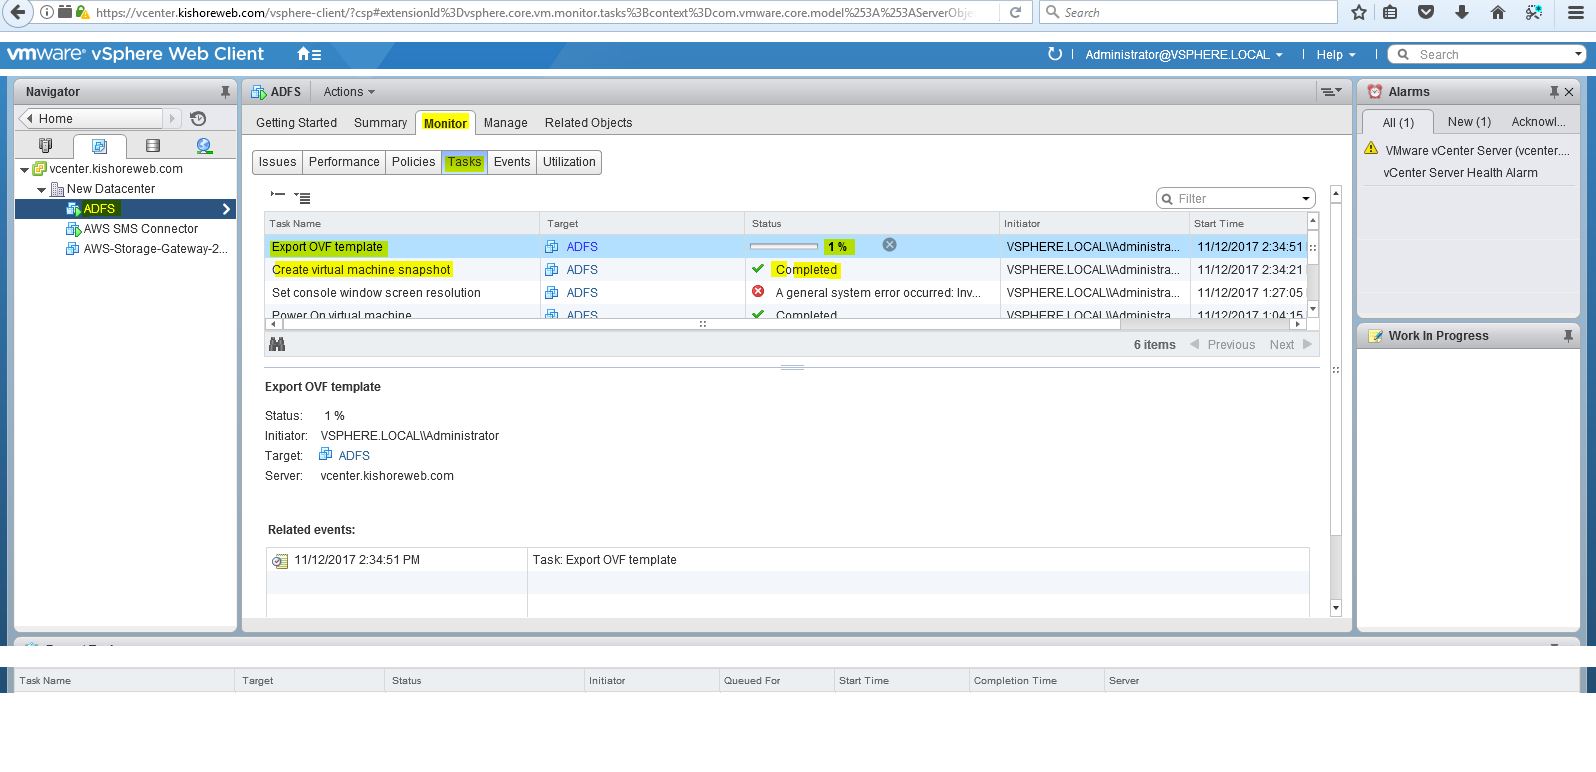 https://vcenter.kishoreweb.com/vsphere-client/?csp#extensionId%3Dvsphere.core.vm.monitor.tasks%3Bcontext%3Dcom.vmware.core.model%253A%253AServerObje
Search
vmware® vSphere Web Client
Administrator@VSPHERE.LOCAL
Help
Search
Navigator
Home
vcenter.kishoreweb.com
New Datacenter
ADFS
AWS SMS Connector
AWS-Storage-Gateway-2...
ADFS Actions
Getting Started Summary Monitor Manage Related Objects
Issues Performance Policies Tasks Events Utilization
Filter
Task Name Target Status Initiator Start Time
Export OVF template ADFS 1 % VSPHERE.LOCAL\\Administra... 11/12/2017 2:34:51
Create virtual machine snapshot ADFS Completed VSPHERE.LOCAL\\Administra... 11/12/2017 2:34:21
Set console window screen resolution ADFS A general system error occurred: Inv... VSPHERE.LOCAL\\Administra... 11/12/2017 1:27:05
Power On virtual machine ADFS Completed VSPHERE.LOCAL\\Administra... 11/12/2017 1:04:15
6 items Previous Next
Export OVF template
Status: 1 %
Initiator: VSPHERE.LOCAL\\Administrator
Target: ADFS
Server: vcenter.kishoreweb.com
Related events:
11/12/2017 2:34:51 PM Task: Export OVF template
Alarms
All (1) New (1) Acknowl...
VMware vCenter Server (vcenter....
vCenter Server Health Alarm
Work In Progress
Task Name Target Status Initiator Queued For Start Time Completion Time Server